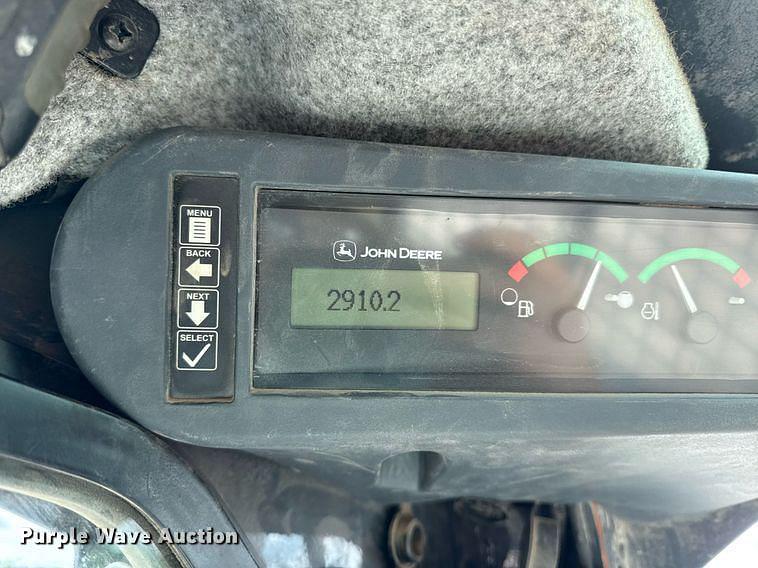 MENU
BACK
NEXT
SELECT
JOHN DEERE
2910.2
Purple Wave Auction